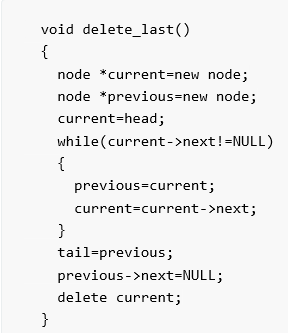 void delete_last()
{
node *current=new node;
node *previous=new node;
current=head;
while(current->next!=NULL)
{
previous=current;
current=current->next;
}
tail=previous;
previous->next=NULL;
delete current;
}